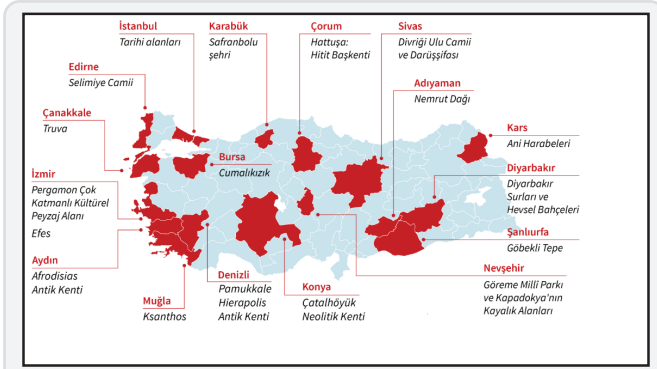 İstanbul
Tarihi alanları
Karabük
Safranbolu
şehri
Çorum
Hattuşa:
Hitit Başkenti
Sivas
Divriği Ulu Camii
ve Darüşşifası
Edirne
Selimiye Camii
Adıyaman
Nemrut Dağı
Çanakkale
Truva
Kars
Ani Harabeleri
Bursa
Cumalıkızık
İzmir
Pergamon Çok
Katmanlı Kültürel
Peyzaj Alanı
Efes
Diyarbakır
Diyarbakır
Surları ve
Hevsel Bahçeleri
Şanlıurfa
Göbekli Tepe
Aydın
Afrodisias
Antik Kenti
Muğla
Ksanthos
Denizli
Pamukkale
Hierapolis
Antik Kenti
Konya
Çatalhöyük
Neolitik Kenti
Nevşehir
Göreme Millî Parkı
ve Kapadokya'nın
Kayalık Alanları